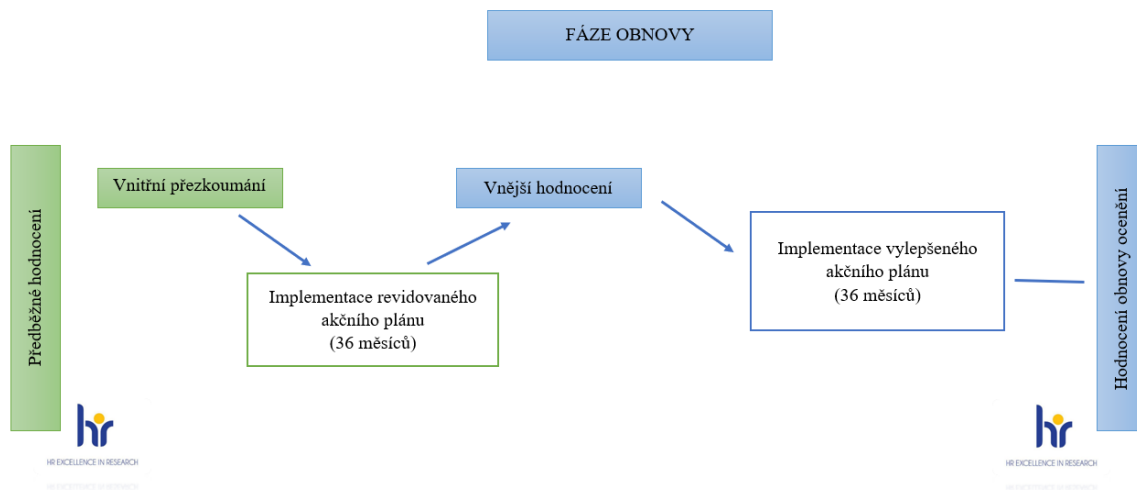 FÁZE OBNOVY
Předběžné hodnocení
Vnitřní přezkoumání
Implementace revidovaného
akčního plánu
(36 měsíců)
Vnější hodnocení
Implementace vylepšeného
akčního plánu
(36 měsíců)
Hodnocení obnovy ocenění
hr
HR EXCELLENCE IN RESEARCH
hr
HR EXCELLENCE IN RESEARCH